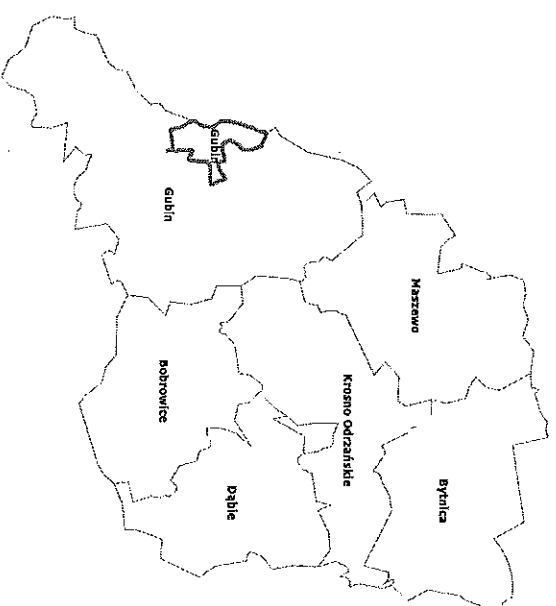 Maszewo
Bytnica
Krosno Odrzańskie
Gubin
Gubin
Bobrowice
Dąbie